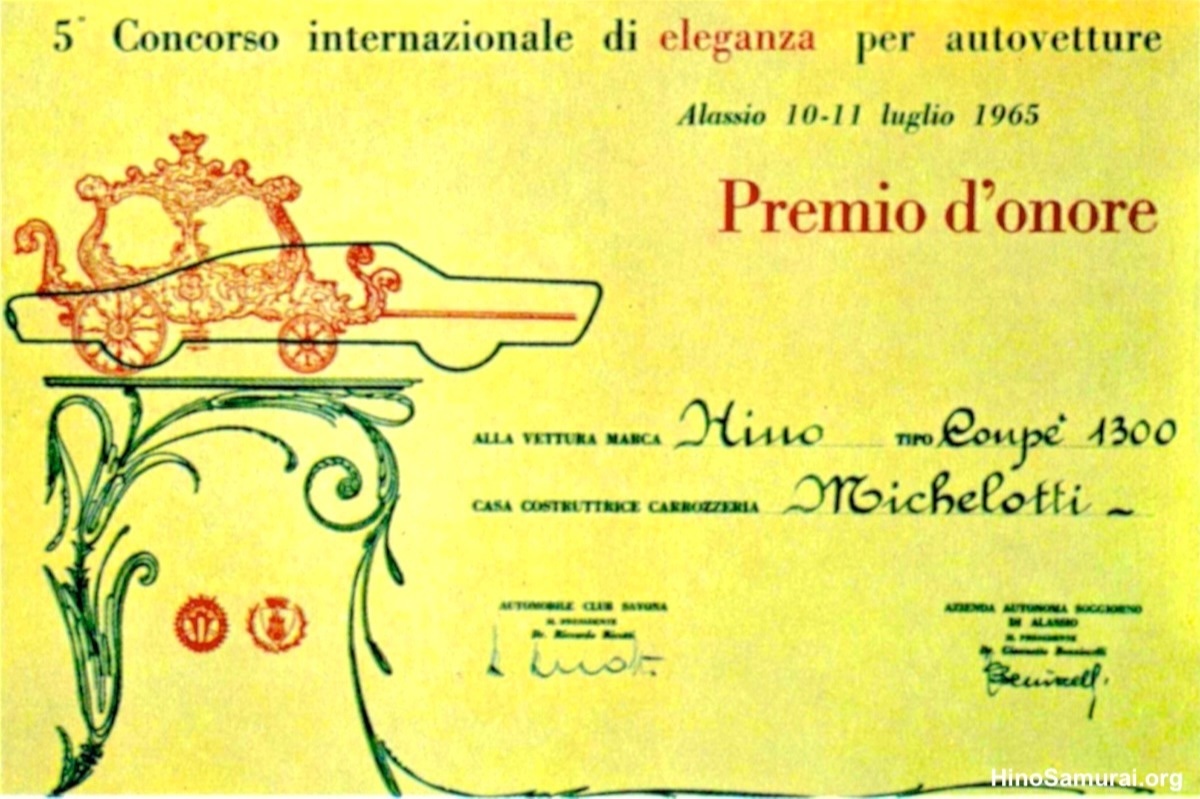 5° Concorso internazionale di eleganza per autovetture
Alassio 10-11 luglio 1965
Premio d'onore
ALLA VETTURA MARCA Hino TIPO Coupé 1300
CASA COSTRUTTRICE CARROZZERIA Michelotti
AUTOMOBILE CLUB SAVONA
IL PRESIDENTE
Dr. Riccardo
AZIENDA AUTONOMA SOGGIORNO
DI ALASSIO
IL PRESIDENTE
HinoSamurai.org